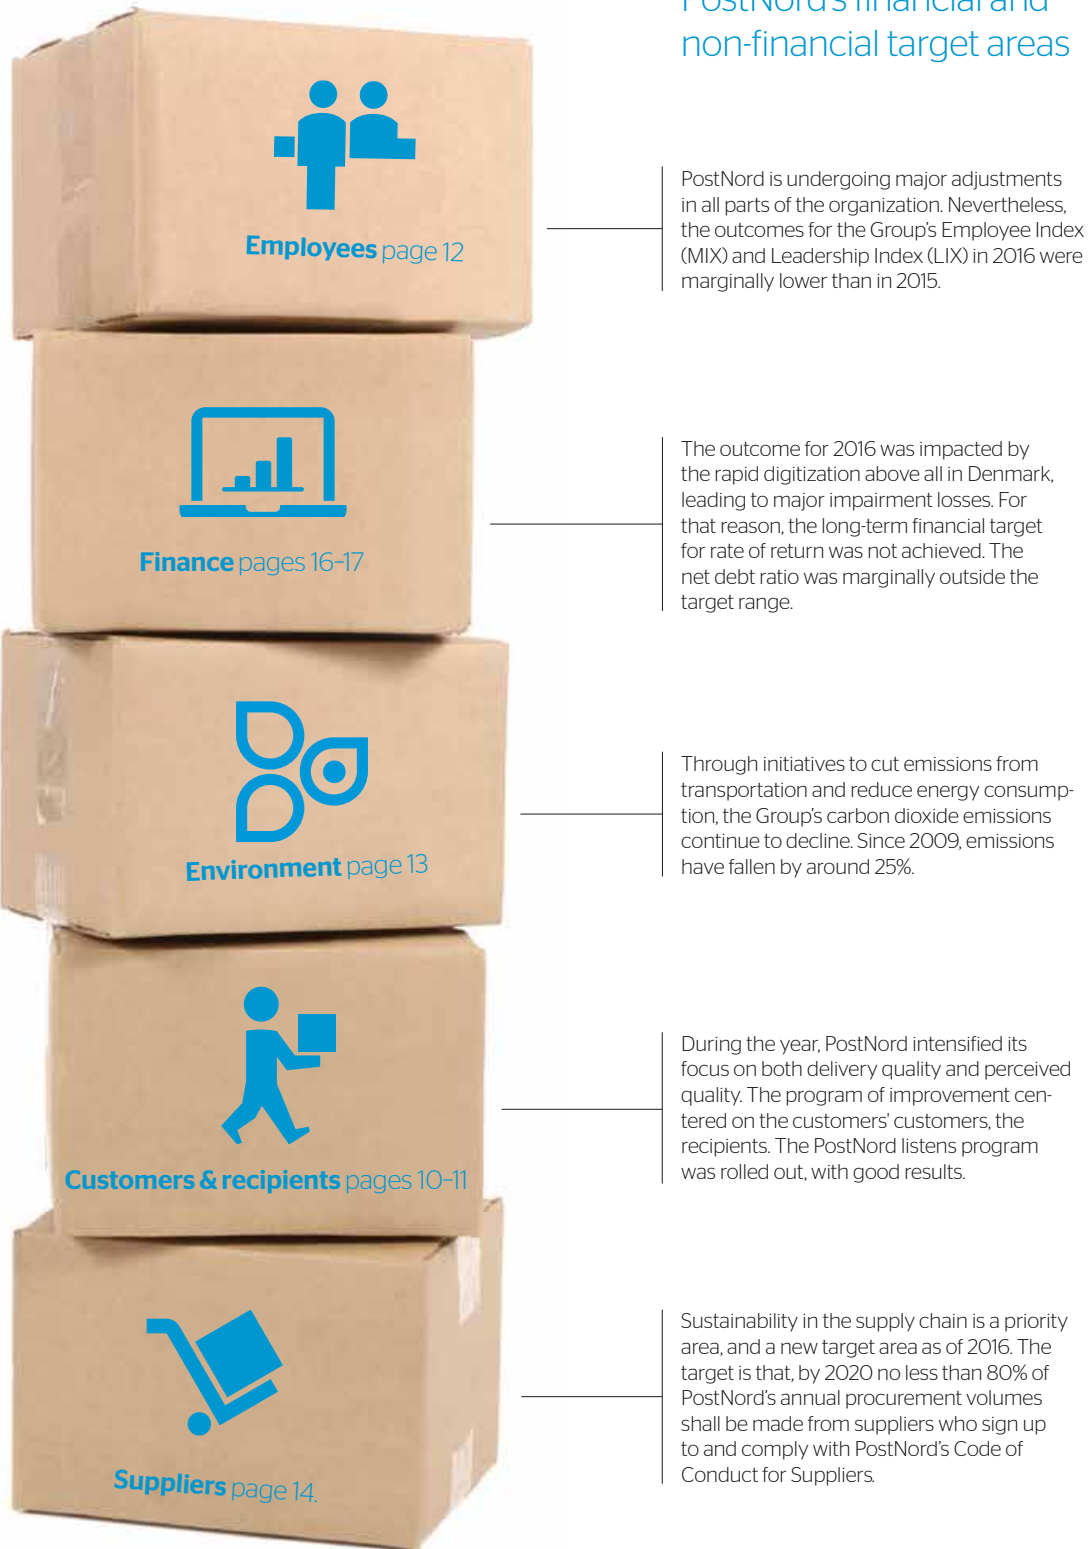 PostNord's financial and
non-financial target areas
Employees page 12
PostNord is undergoing major adjustments
in all parts of the organization. Nevertheless,
the outcomes for the Group's Employee Index
(MIX) and Leadership Index (LIX) in 2016 were
marginally lower than in 2015.
Finance pages 16–17
The outcome for 2016 was impacted by
the rapid digitization above all in Denmark,
leading to major impairment losses. For
that reason, the long-term financial target
for rate of return was not achieved. The
net debt ratio was marginally outside the
target range.
Environment page 13
Through initiatives to cut emissions from
transportation and reduce energy consump-
tion, the Group's carbon dioxide emissions
continue to decline. Since 2009, emissions
have fallen by around 25%.
Customers & recipients pages 10–11
During the year, PostNord intensified its
focus on both delivery quality and perceived
quality. The program of improvement cen-
tered on the customers' customers, the
recipients. The PostNord listens program
was rolled out, with good results.
Suppliers page 14.
Sustainability in the supply chain is a priority
area, and a new target area as of 2016. The
target is that, by 2020 no less than 80% of
PostNord's annual procurement volumes
shall be made from suppliers who sign up
to and comply with PostNord's Code of
Conduct for Suppliers.